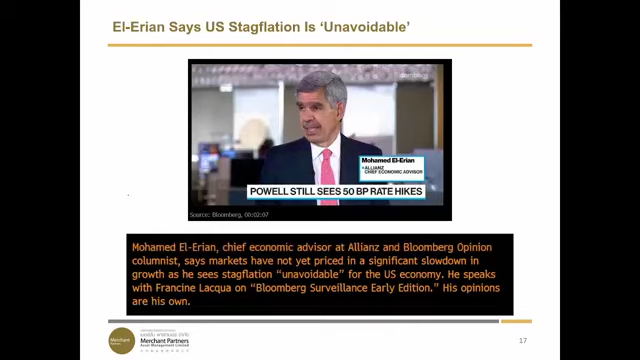 El-Erian Says US Stagflation Is ‘Unavoidable’
Mohamed El-Erian
ALLIANZ
CHIEF ECONOMIC ADVISOR
POWELL STILL SEES 50 BP RATE HIKES
Source: Bloomberg, 00:02:07
Mohamed El-Erian, chief economic advisor at Allianz and Bloomberg Opinion
columnist, says markets have not yet priced in a significant slowdown in
growth as he sees stagflation “unavoidable” for the US economy. He speaks
with Francine Lacqua on “Bloomberg Surveillance Early Edition.” His opinions
are his own.
Merchant Partners
Asset Management Limited
17